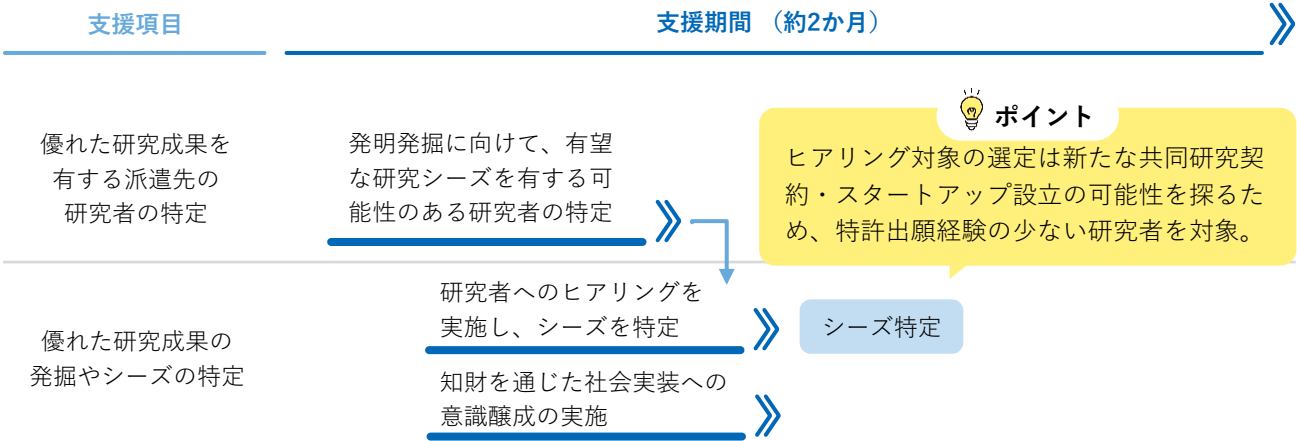 支援項目
支援期間 （約2か月）
優れた研究成果を
有する派遣先の
研究者の特定
発明発掘に向けて、有望
な研究シーズを有する可
能性のある研究者の特定
ポイント
ヒアリング対象の選定は新たな共同研究契
約・スタートアップ設立の可能性を探るた
め、特許出願経験の少ない研究者を対象。
優れた研究成果の
発掘やシーズの特定
研究者へのヒアリングを
実施し、シーズを特定
シーズ特定
知財を通じた社会実装への
意識醸成の実施